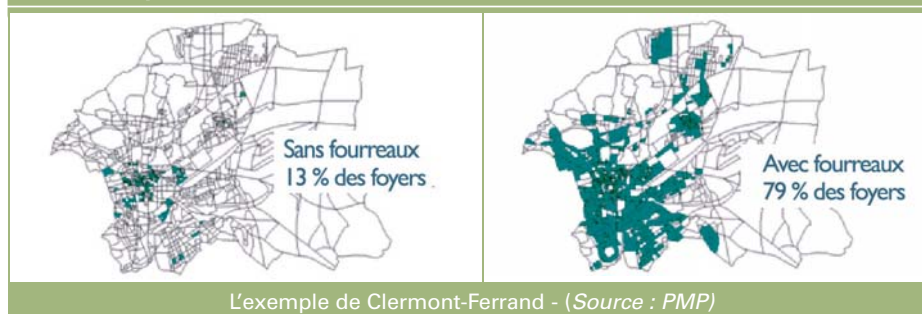 Sans fourreaux
13 % des foyers
Avec fourreaux
79 % des foyers
L'exemple de Clermont-Ferrand - (Source : PMP)